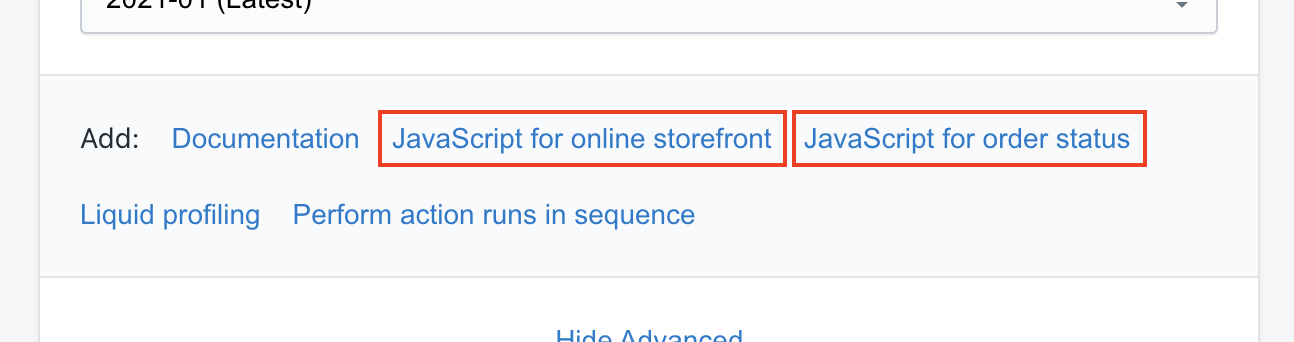 2021-01 (Latest)
Add: Documentation JavaScript for online storefront JavaScript for order status
Liquid profiling Perform action runs in sequence
Hide Advanced